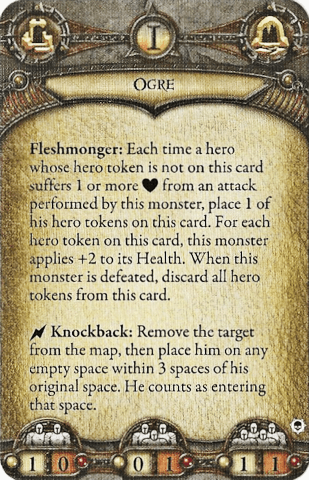 I
OGRE
Fleshmonger: Each time a hero
whose hero token is not on this card
suffers 1 or more ♥ from an attack
performed by this monster, place 1 of
his hero tokens on this card. For each
hero token on this card, this monster
applies +2 to its Health. When this
monster is defeated, discard all hero
tokens from this card.
Knockback: Remove the target
from the map, then place him on any
empty space within 3 spaces of his
original space. He counts as entering
that space.
1 0 0 1 1 1